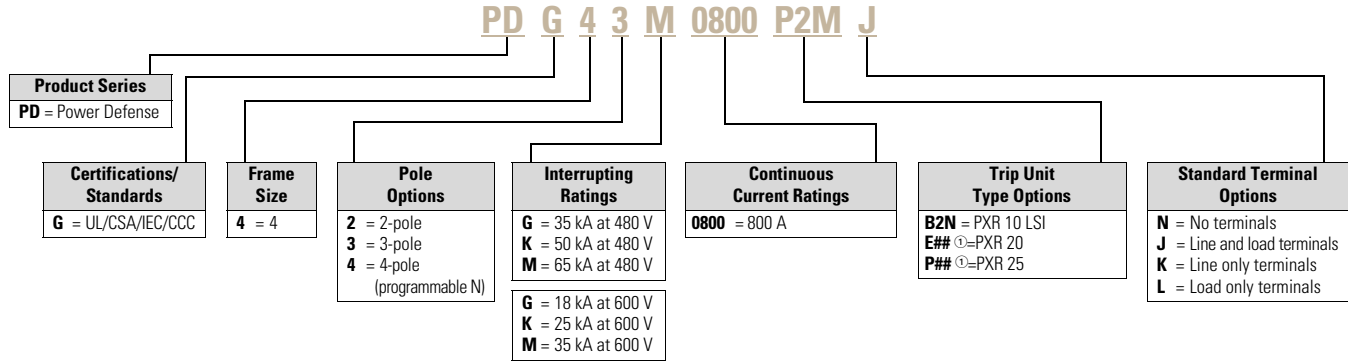 PD G 4 3 M 0800 P2M J
Product Series
PD = Power Defense
Certifications/
Standards
G = UL/CSA/IEC/CCC
Frame
Size
4 = 4
Pole
Options
2 = 2-pole
3 = 3-pole
4 = 4-pole
(programmable N)
Interrupting
Ratings
G = 35 kA at 480 V
K = 50 kA at 480 V
M = 65 kA at 480 V
G = 18 kA at 600 V
K = 25 kA at 600 V
M = 35 kA at 600 V
Continuous
Current Ratings
0800 = 800 A
Trip Unit
Type Options
B2N = PXR 10 LSI
E## ①=PXR 20
P## ①=PXR 25
Standard Terminal
Options
N = No terminals
J = Line and load terminals
K = Line only terminals
L = Load only terminals